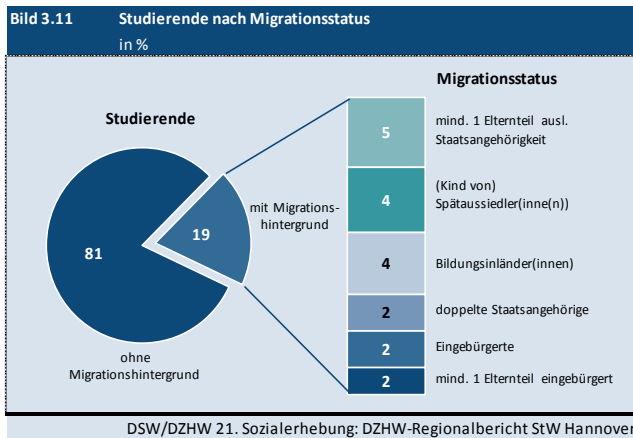 Bild 3.11 Studierende nach Migrationsstatus
in %
Migrationsstatus
Studierende
81
19
mit Migrations-
hintergrund
ohne
Migrationshintergrund
5
mind. 1 Elternteil ausl.
Staatsangehörigkeit
4
(Kind von)
Spätaussiedler(inne(n))
4
Bildungsinländer(innen)
2
doppelte Staatsangehörige
2
Eingebürgerte
2
mind. 1 Elternteil eingebürgert
DSW/DZHW 21. Sozialerhebung: DZHW-Regionalbericht StW Hannover